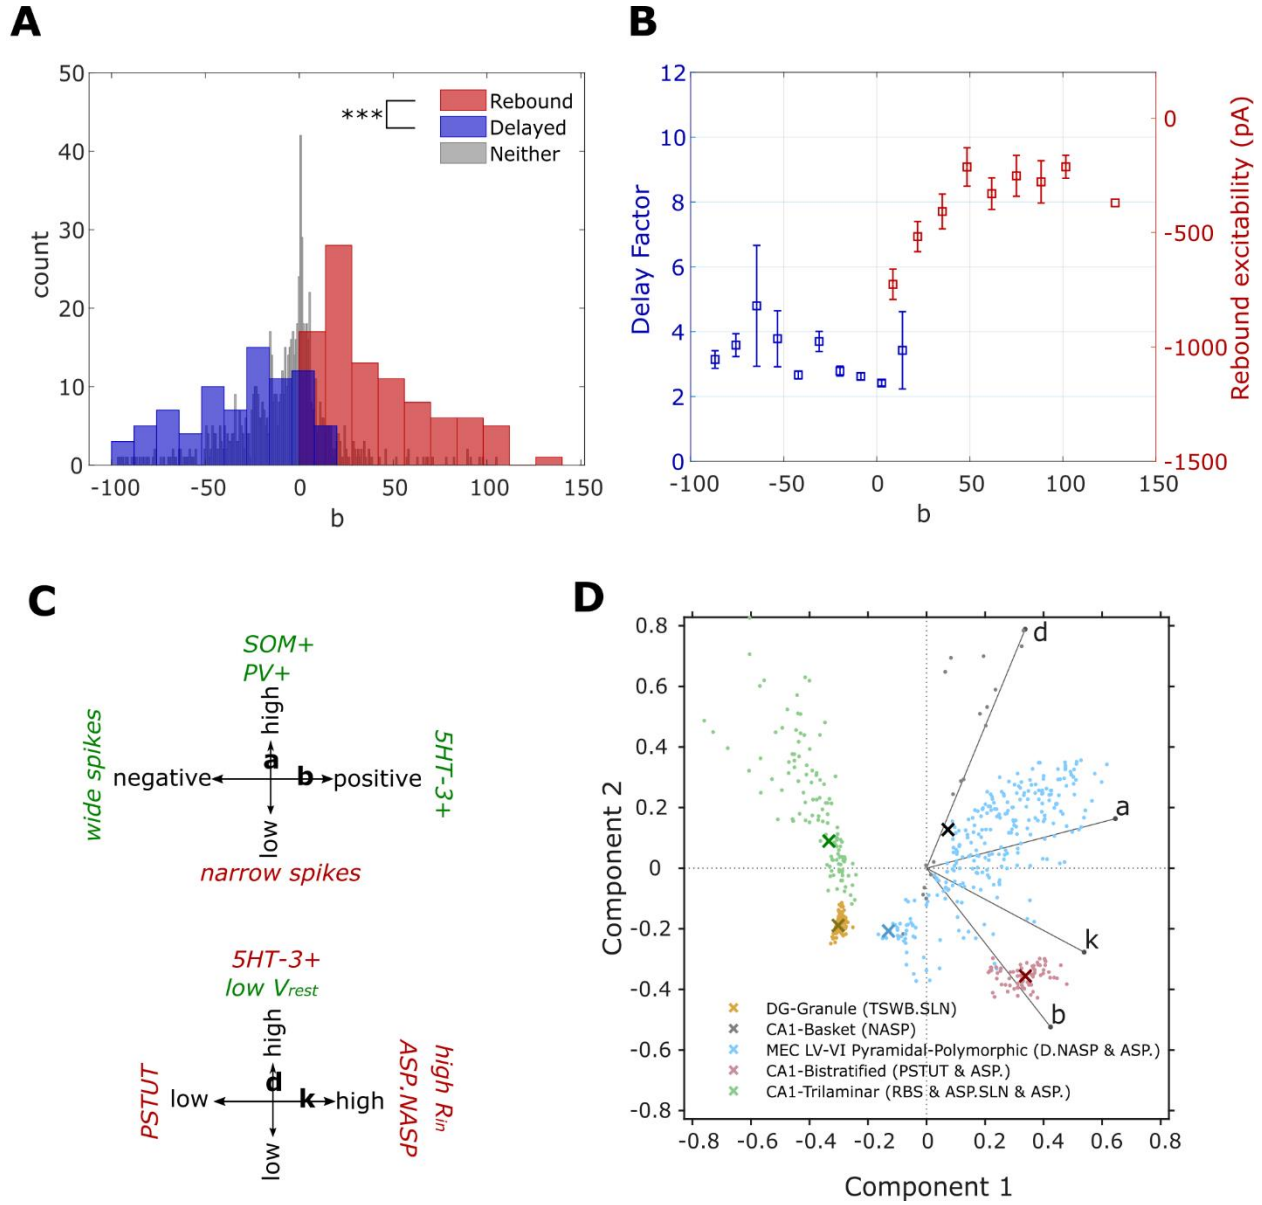 A
50
40
30
20
10
0
count
-100
-50
0
50
100
150
b
***
Rebound
Delayed
Neither
B
12
10
8
6
4
2
0
Delay Factor
0
-500
-1000
-1500
Rebound excitability (pA)
-100
-50
0
50
100
150
b
C
SOM+
PV+
high
a
b
negative
positive
low
wide spikes
5HT-3+
narrow spikes
5HT-3+
low Vrest
high
d
k
low
high
low
PSTUT
ASP.NASP
high Rin
D
0.8
0.6
0.4
0.2
0
-0.2
-0.4
-0.6
-0.8
Component 2
d
a
k
b
DG-Granule (TSWB.SLN)
CA1-Basket (NASP)
MEC LV-VI Pyramidal-Polymorphic (D.NASP & ASP.)
CA1-Bistratified (PSTUT & ASP.)
CA1-Trilaminar (RBS & ASP.SLN & ASP.)
-0.8
-0.6
-0.4
-0.2
0
0.2
0.4
0.6
0.8
Component 1